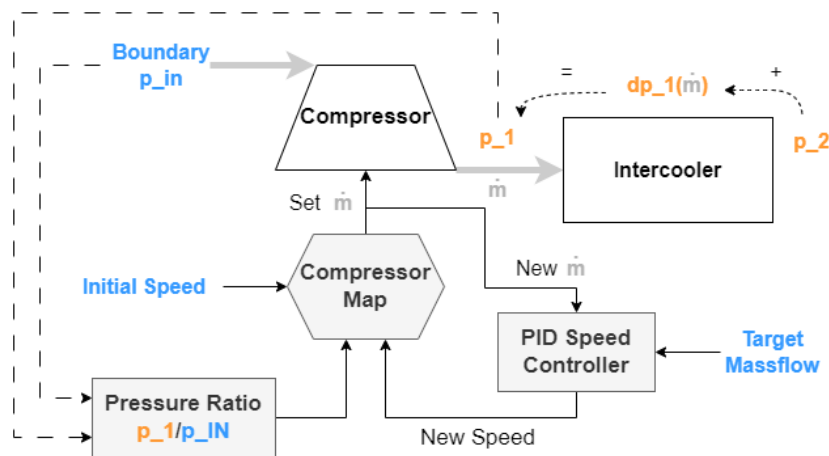 Boundary
p_in
Compressor
p_1
=
dp_1(ṁ)
+
p_2
ṁ
Intercooler
Set ṁ
Compressor
Map
Initial Speed
New ṁ
PID Speed
Controller
Target
Massflow
Pressure Ratio
p_1/p_IN
New Speed